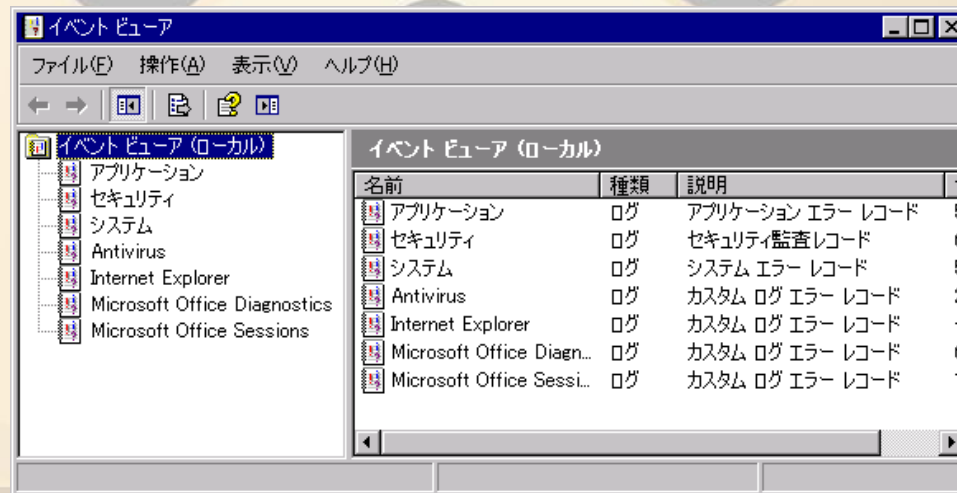 イベント ビューア
ファイル(F) 操作(A) 表示(V) ヘルプ(H)
イベント ビューア (ローカル)
アプリケーション
セキュリティ
システム
Antivirus
Internet Explorer
Microsoft Office Diagnostics
Microsoft Office Sessions
イベント ビューア (ローカル)
名前 種類 説明
アプリケーション ログ アプリケーション エラー レコード
セキュリティ ログ セキュリティ監査レコード
システム ログ システム エラー レコード
Antivirus ログ カスタム ログ エラー レコード
Internet Explorer ログ カスタム ログ エラー レコード
Microsoft Office Diagn... ログ カスタム ログ エラー レコード
Microsoft Office Sessi... ログ カスタム ログ エラー レコード